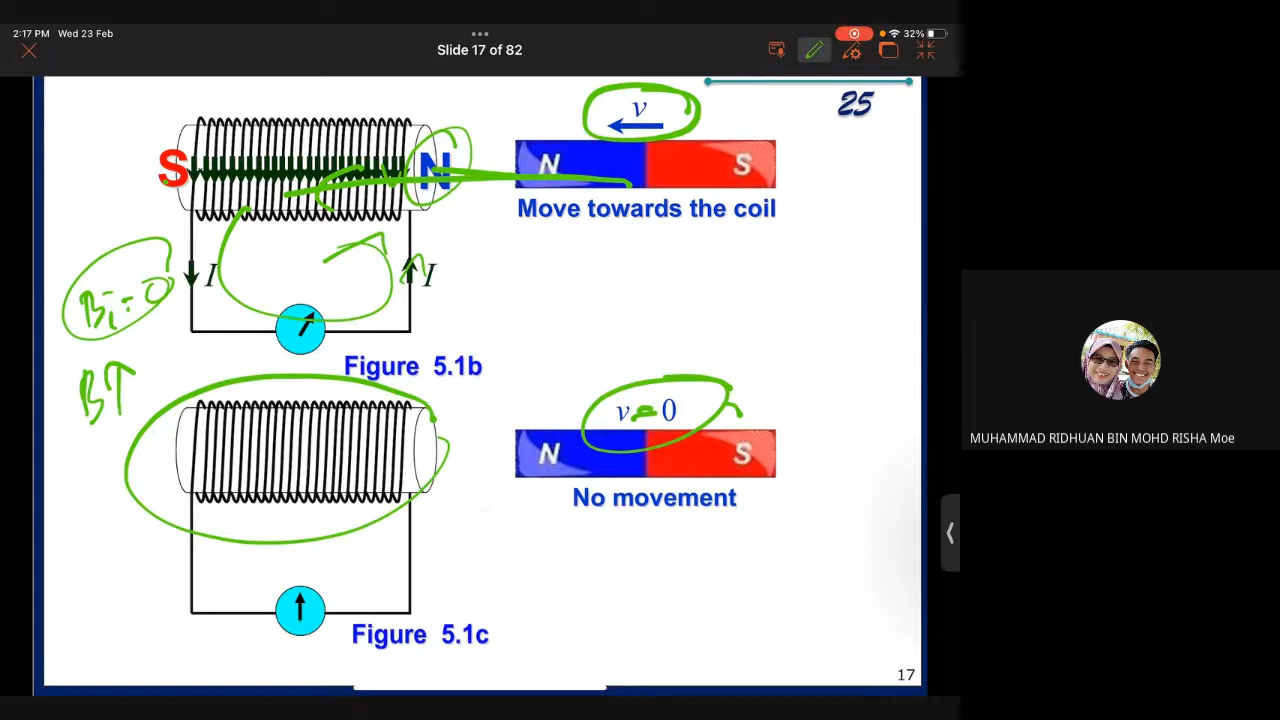 2:17 PM Wed 23 Feb
32%
Slide 17 of 82
25
v
S
N
N
S
Move towards the coil
I
I
Bi = 0
Figure 5.1b
B↑
v = 0
N
S
No movement
MUHAMMAD RIDHUAN BIN MOHD RISHA Moe
Figure 5.1c
17